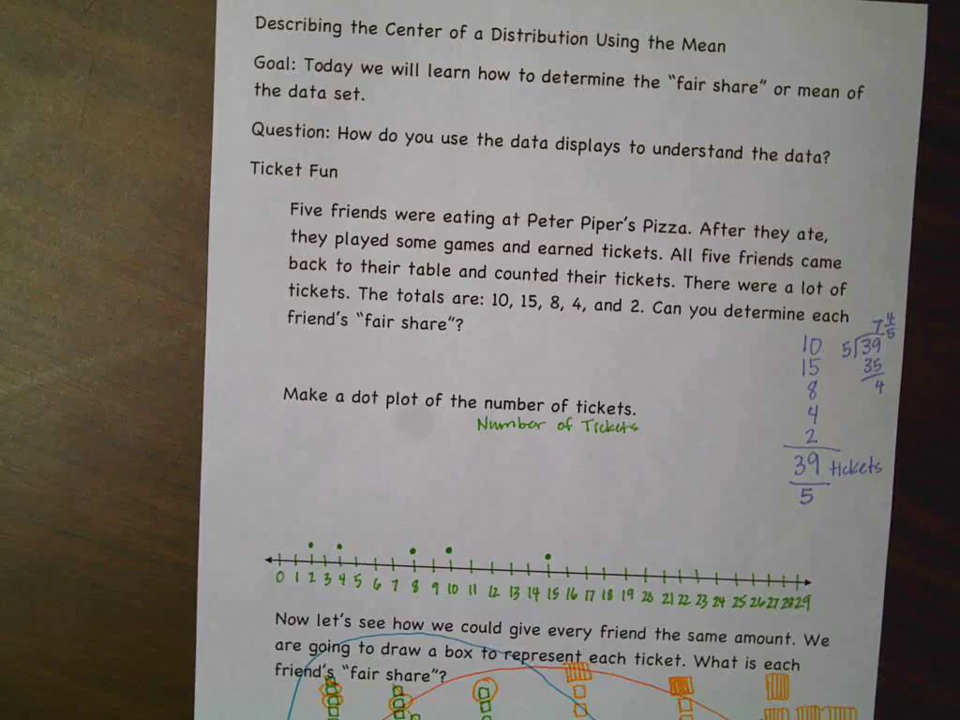 Describing the Center of a Distribution Using the Mean
Goal: Today we will learn how to determine the "fair share" or mean of
the data set.
Question: How do you use the data displays to understand the data?
Ticket Fun
Five friends were eating at Peter Piper's Pizza. After they ate,
they played some games and earned tickets. All five friends came
back to their table and counted their tickets. There were a lot of
tickets. The totals are: 10, 15, 8, 4, and 2. Can you determine each
friend's "fair share"?
10
15
8
4
2
39 tickets
5
7 4/5
5 39
35
4
Make a dot plot of the number of tickets.
Number of Tickets
0 1 2 3 4 5 6 7 8 9 10 11 12 13 14 15 16 17 18 19 20 21 22 23 24 25 26 27 28 29
Now let's see how we could give every friend the same amount. We
are going to draw a box to represent each ticket. What is each
friend's "fair share"?